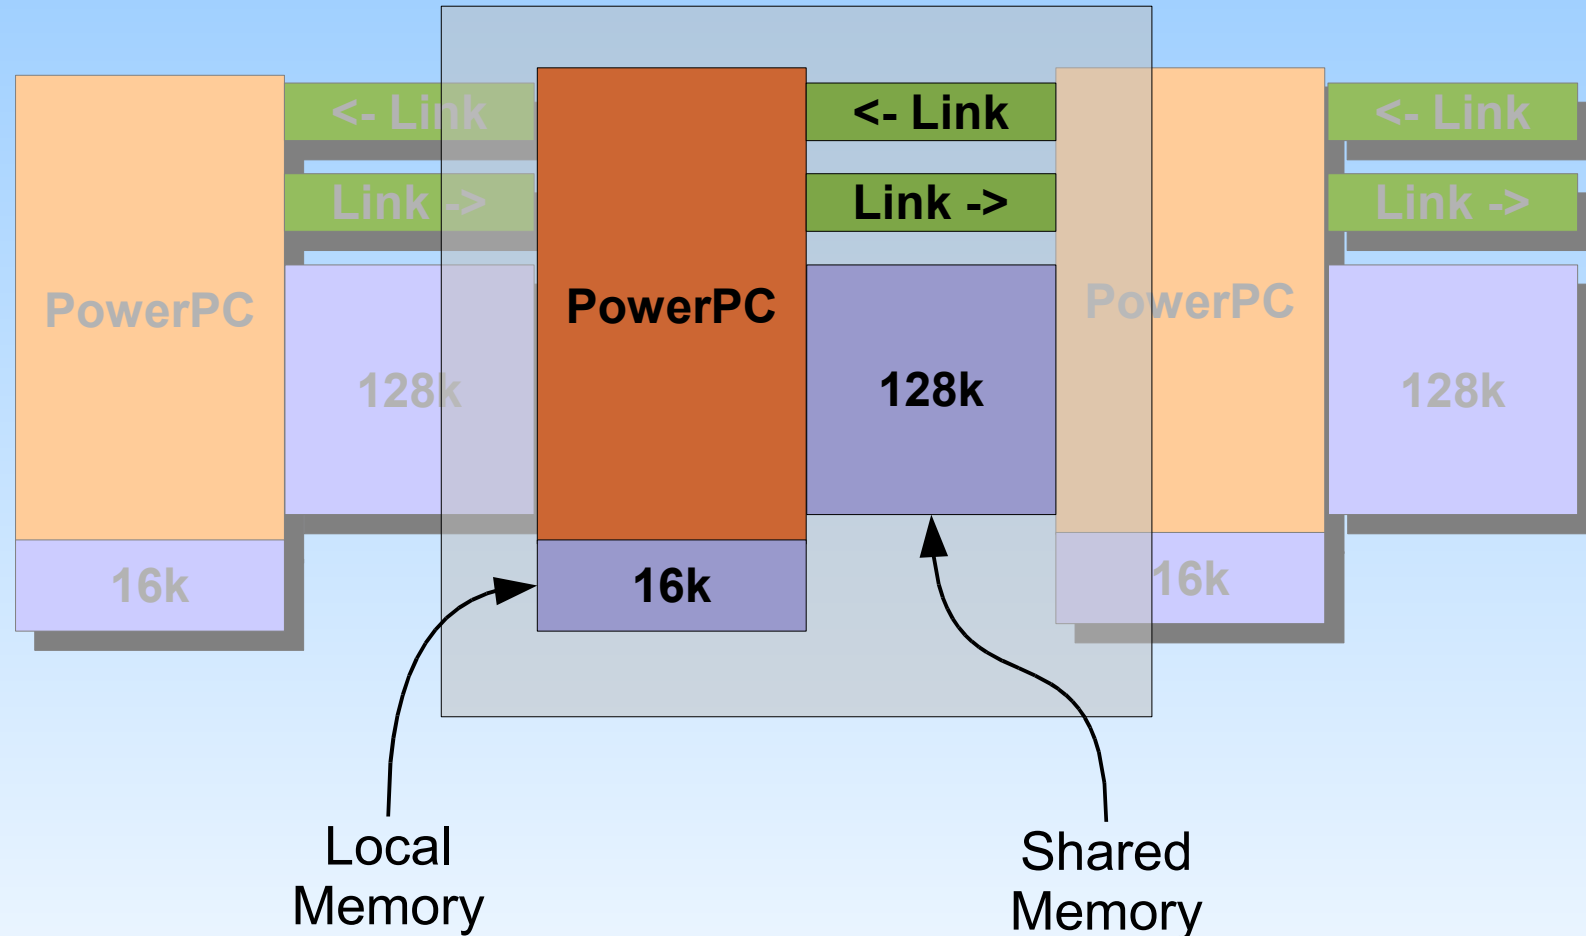 <- Link
<- Link
<- Link
Link ->
Link ->
Link ->
PowerPC
PowerPC
PowerPC
128k
128k
128k
16k
16k
16k
Local
Memory
Shared
Memory